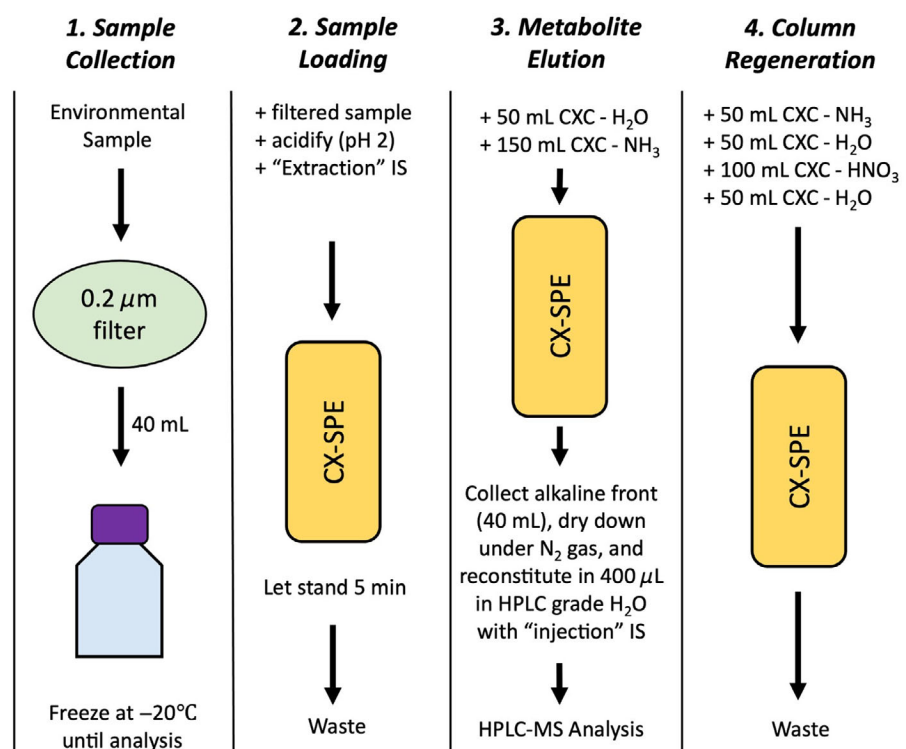 1. Sample
Collection
Environmental
Sample
0.2 μm
filter
40 mL
Freeze at –20℃
until analysis
2. Sample
Loading
+ filtered sample
+ acidify (pH 2)
+ “Extraction” IS
CX-SPE
Let stand 5 min
Waste
3. Metabolite
Elution
+ 50 mL CXC - H₂O
+ 150 mL CXC - NH₃
CX-SPE
Collect alkaline front
(40 mL), dry down
under N₂ gas, and
reconstitute in 400 μL
in HPLC grade H₂O
with “injection” IS
HPLC-MS Analysis
4. Column
Regeneration
+ 50 mL CXC - NH₃
+ 50 mL CXC - H₂O
+ 100 mL CXC - HNO₃
+ 50 mL CXC - H₂O
CX-SPE
Waste